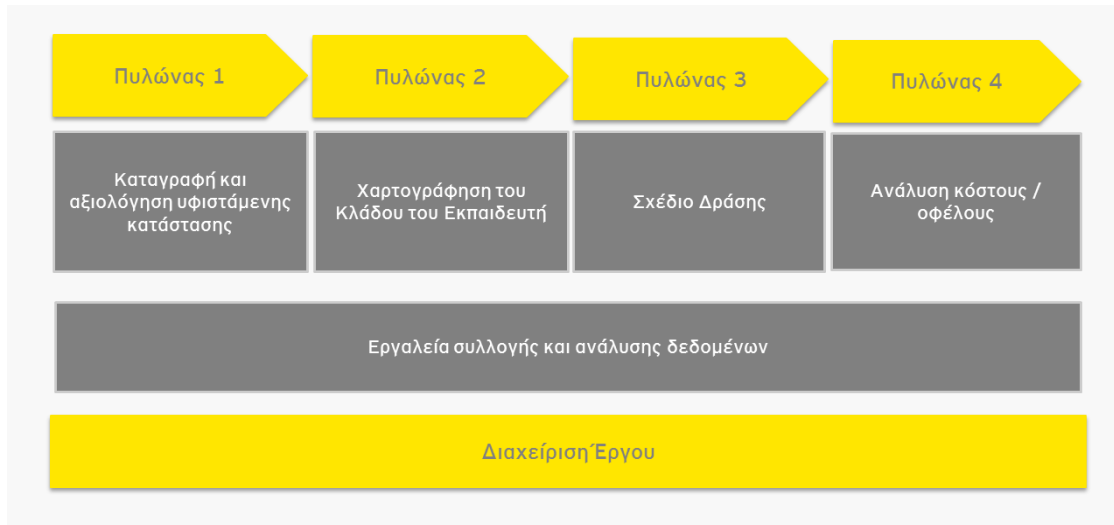 Πυλώνας 1
Πυλώνας 2
Πυλώνας 3
Πυλώνας 4
Καταγραφή και
αξιολόγηση υφιστάμενης
κατάστασης
Χαρτογράφηση του
Κλάδου του Εκπαιδευτή
Σχέδιο Δράσης
Ανάλυση κόστους /
οφέλους
Εργαλεία συλλογής και ανάλυσης δεδομένων
Διαχείριση Έργου